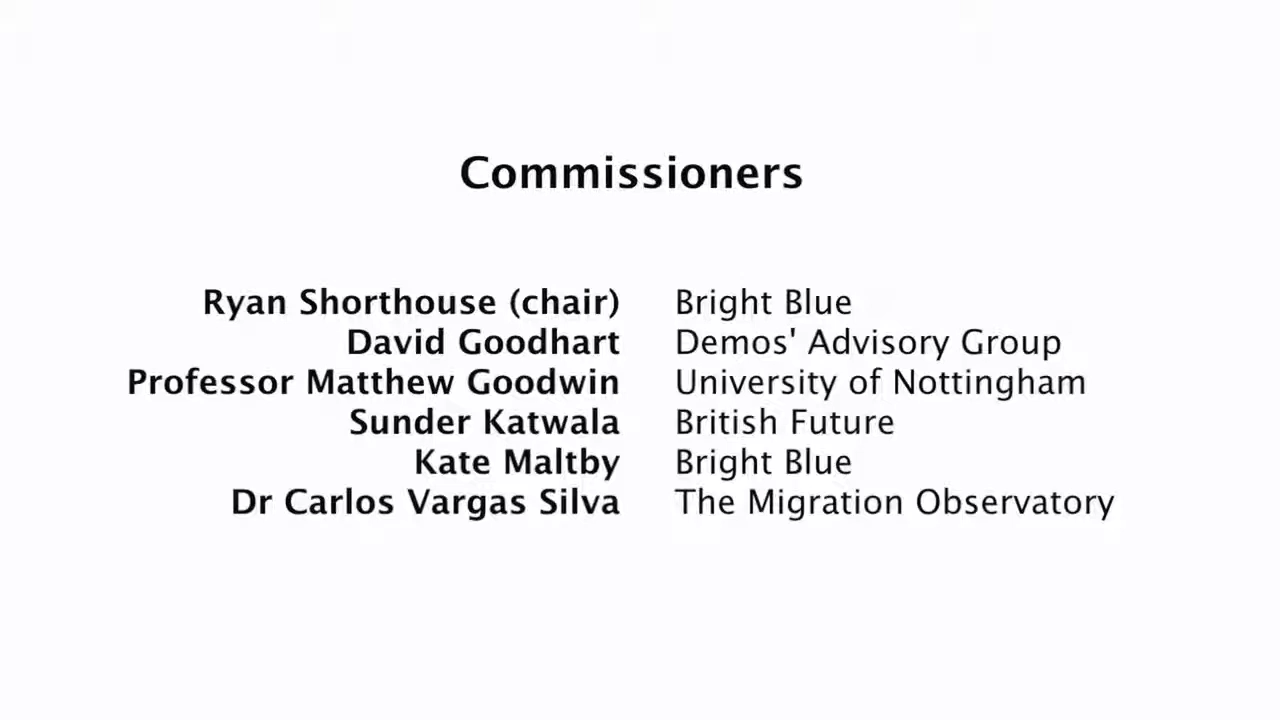 Commissioners
Ryan Shorthouse (chair) Bright Blue
David Goodhart Demos' Advisory Group
Professor Matthew Goodwin University of Nottingham
Sunder Katwala British Future
Kate Maltby Bright Blue
Dr Carlos Vargas Silva The Migration Observatory